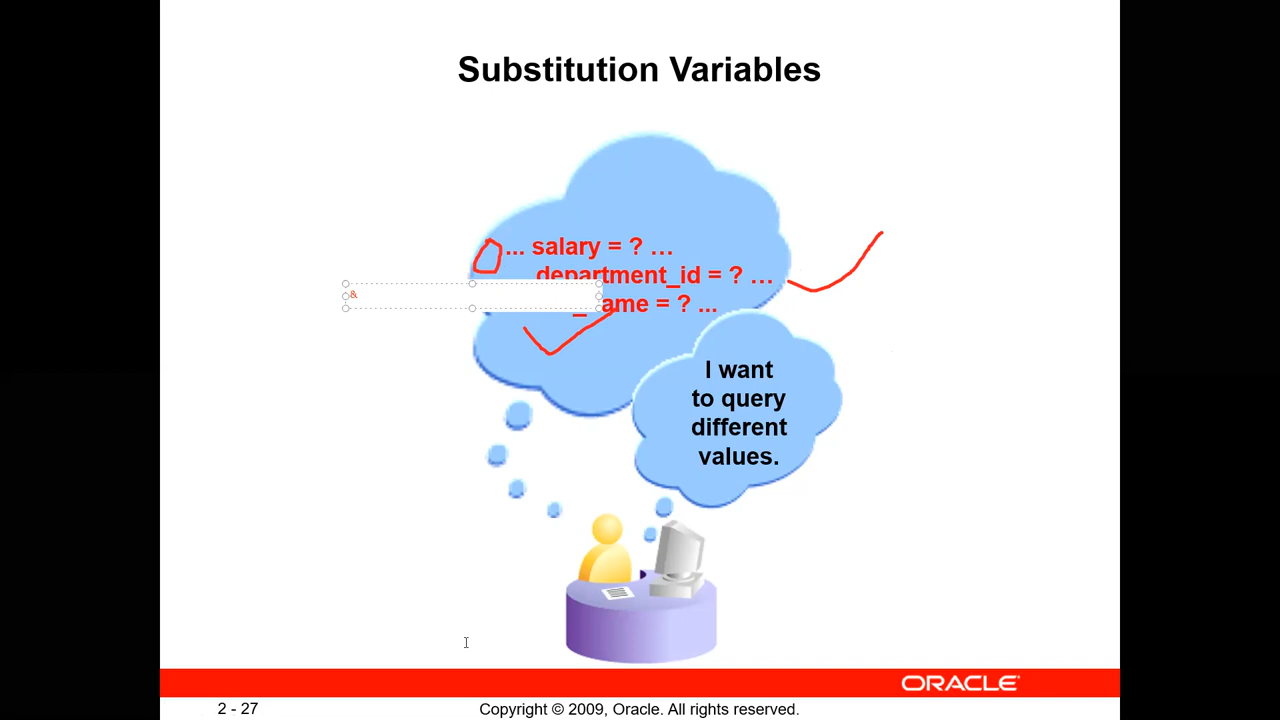 Substitution Variables
... salary = ? …
department_id = ? …
&
_ ame = ? ...
I want
to query
different
values.
ORACLE
2 - 27
Copyright © 2009, Oracle. All rights reserved.